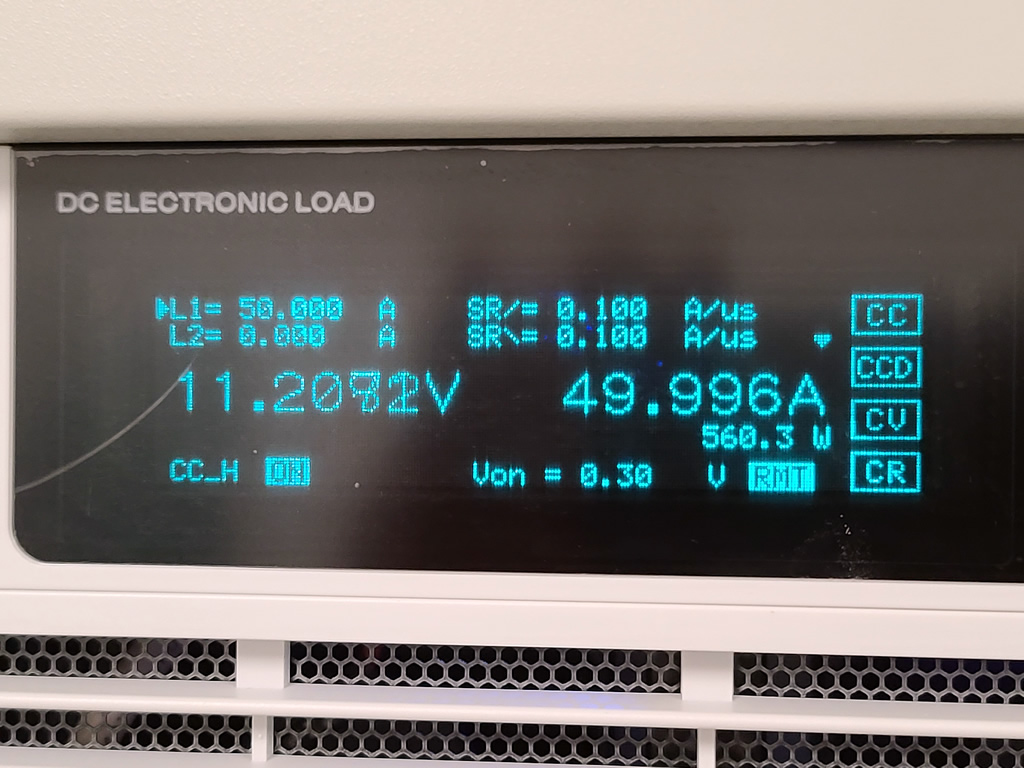 DC ELECTRONIC LOAD
L1= 50.000 A SR/= 0.100 A/us CC
L2= 0.000 A SR\= 0.100 A/us
CCD
49.996A
560.3 W CV
CC_H ON Von = 0.30 V RMT CR